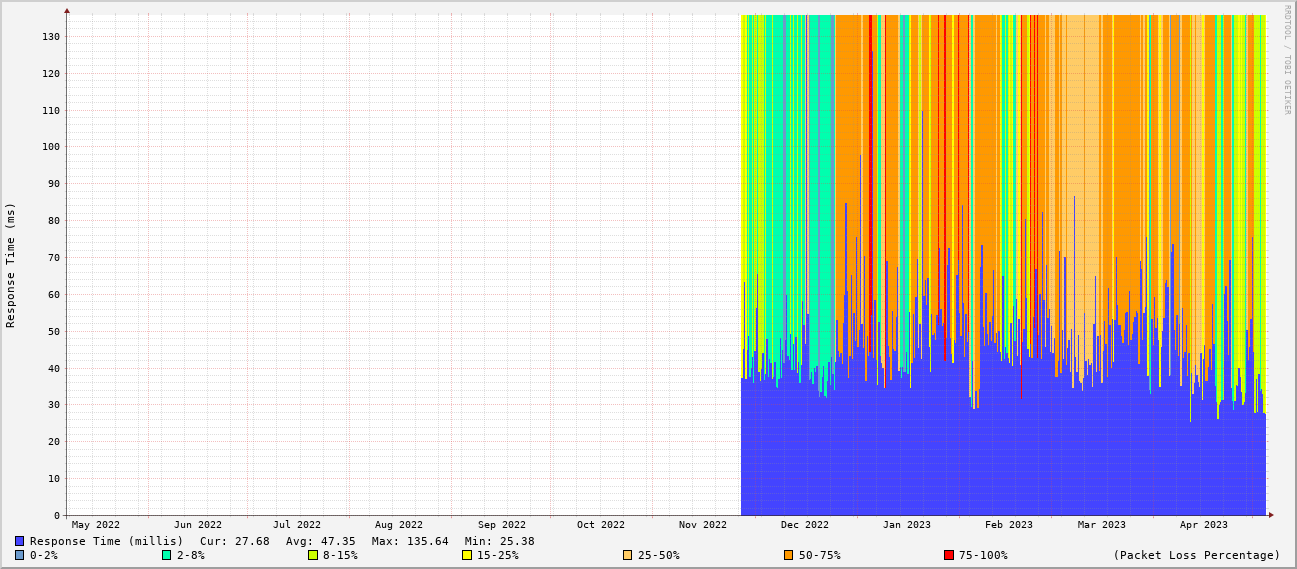 RRDTOOL / TOBI OETIKER
Response Time (ms)
130
120
110
100
90
80
70
60
50
40
30
20
10
0
May 2022 Jun 2022 Jul 2022 Aug 2022 Sep 2022 Oct 2022 Nov 2022 Dec 2022 Jan 2023 Feb 2023 Mar 2023 Apr 2023
Response Time (millis) Cur: 27.68 Avg: 47.35 Max: 135.64 Min: 25.38
0-2% 2-8% 8-15% 15-25% 25-50% 50-75% 75-100% (Packet Loss Percentage)